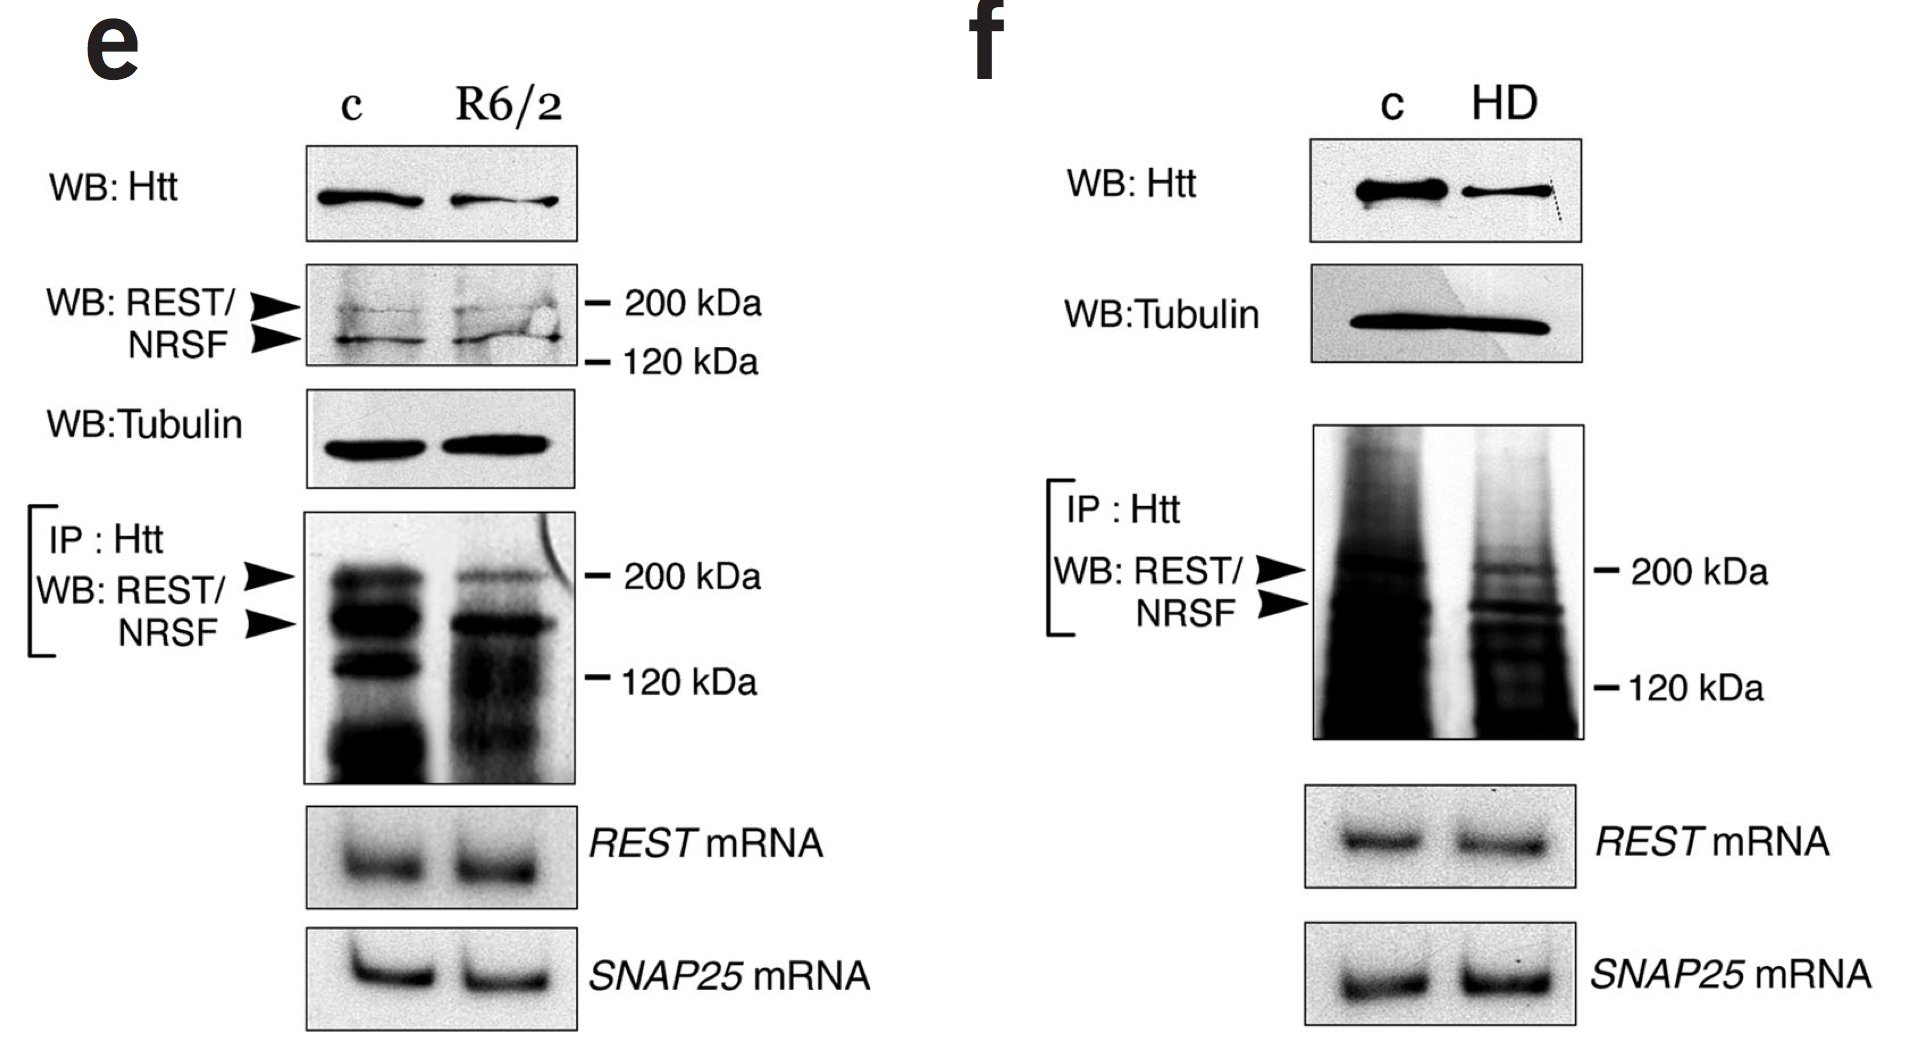 e
c R6/2
WB: Htt
WB: REST/
NRSF
200 kDa
120 kDa
WB:Tubulin
IP : Htt
WB: REST/
NRSF
200 kDa
120 kDa
REST mRNA
SNAP25 mRNA
f
c HD
WB: Htt
WB:Tubulin
IP : Htt
WB: REST/
NRSF
200 kDa
120 kDa
REST mRNA
SNAP25 mRNA